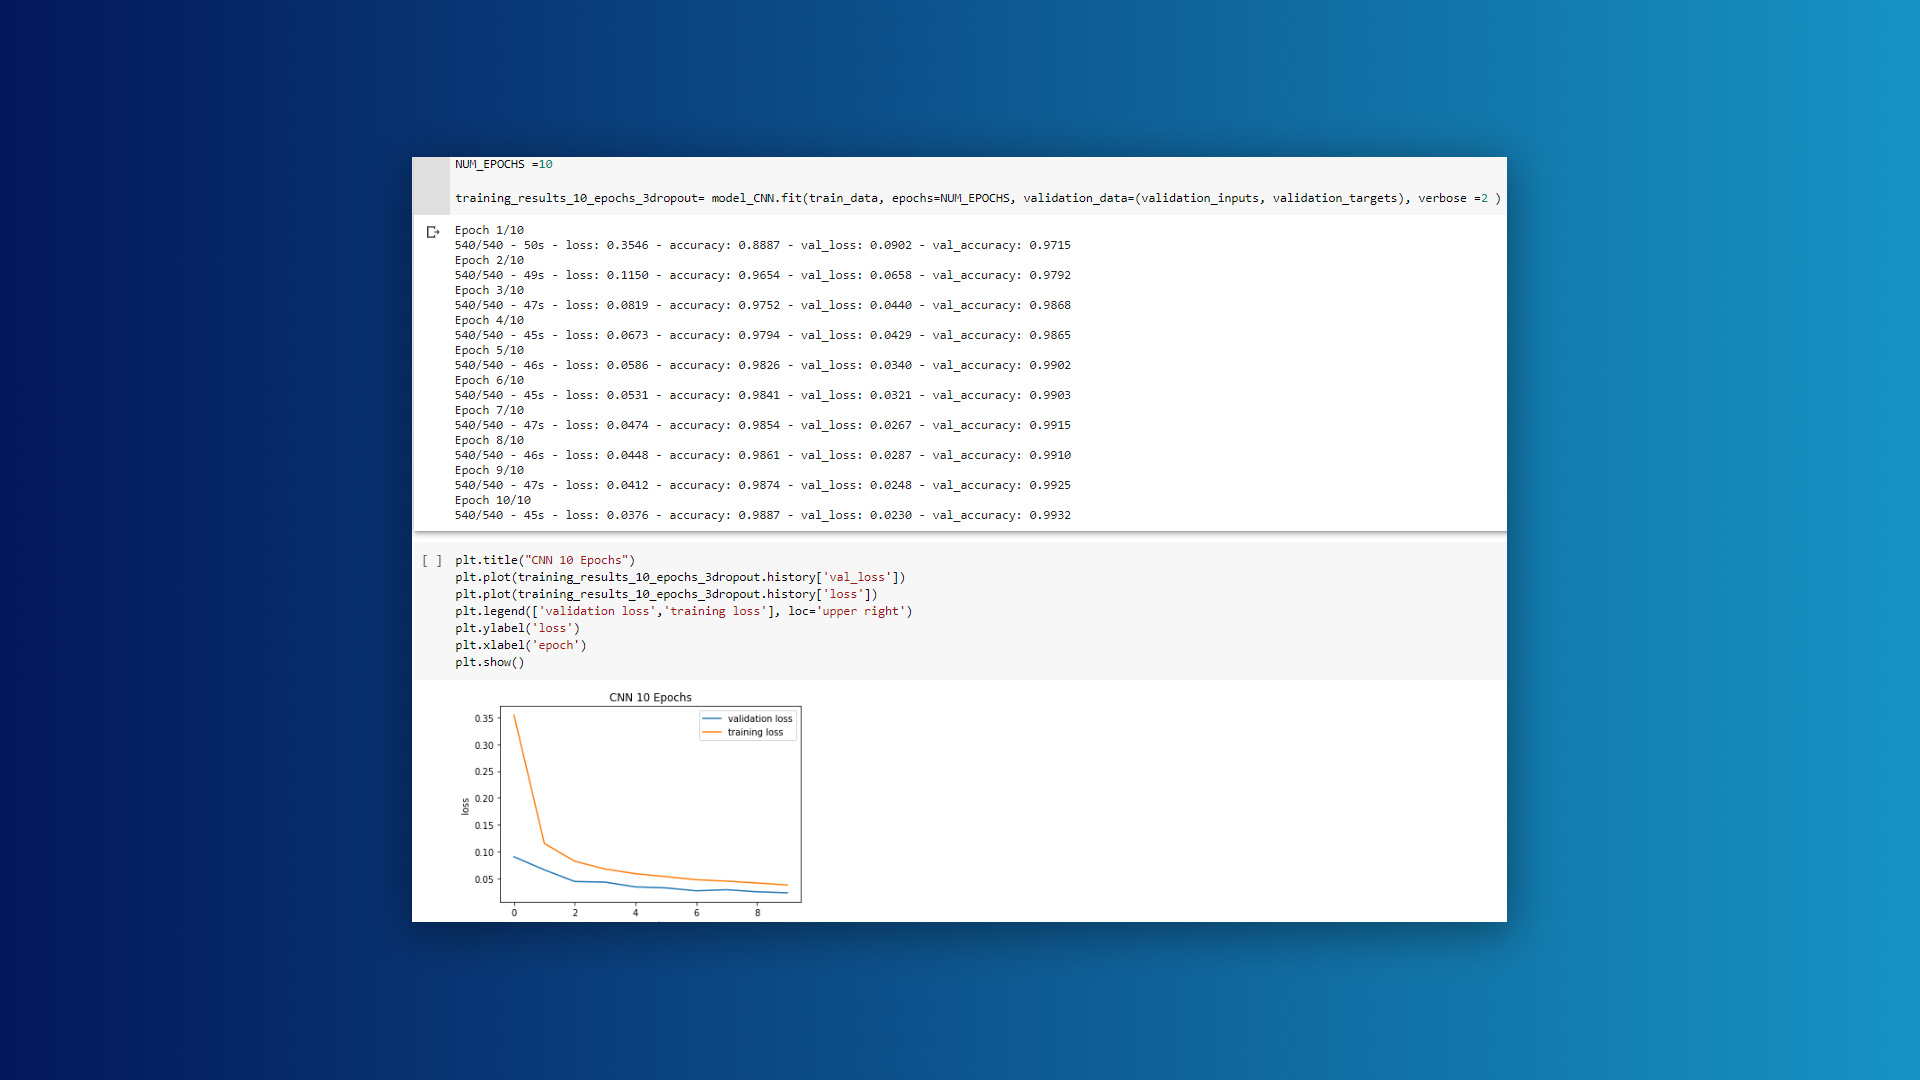 NUM_EPOCHS =10
training_results_10_epochs_3dropout= model_CNN.fit(train_data, epochs=NUM_EPOCHS, validation_data=(validation_inputs, validation_targets), verbose =2 )
Epoch 1/10
540/540 - 50s - loss: 0.3546 - accuracy: 0.8887 - val_loss: 0.0902 - val_accuracy: 0.9715
Epoch 2/10
540/540 - 49s - loss: 0.1150 - accuracy: 0.9654 - val_loss: 0.0658 - val_accuracy: 0.9792
Epoch 3/10
540/540 - 47s - loss: 0.0819 - accuracy: 0.9752 - val_loss: 0.0440 - val_accuracy: 0.9868
Epoch 4/10
540/540 - 45s - loss: 0.0673 - accuracy: 0.9794 - val_loss: 0.0429 - val_accuracy: 0.9865
Epoch 5/10
540/540 - 46s - loss: 0.0586 - accuracy: 0.9826 - val_loss: 0.0340 - val_accuracy: 0.9902
Epoch 6/10
540/540 - 45s - loss: 0.0531 - accuracy: 0.9841 - val_loss: 0.0321 - val_accuracy: 0.9903
Epoch 7/10
540/540 - 47s - loss: 0.0474 - accuracy: 0.9854 - val_loss: 0.0267 - val_accuracy: 0.9915
Epoch 8/10
540/540 - 46s - loss: 0.0448 - accuracy: 0.9861 - val_loss: 0.0287 - val_accuracy: 0.9910
Epoch 9/10
540/540 - 47s - loss: 0.0412 - accuracy: 0.9874 - val_loss: 0.0248 - val_accuracy: 0.9925
Epoch 10/10
540/540 - 45s - loss: 0.0376 - accuracy: 0.9887 - val_loss: 0.0230 - val_accuracy: 0.9932
[ ] plt.title("CNN 10 Epochs")
plt.plot(training_results_10_epochs_3dropout.history['val_loss'])
plt.plot(training_results_10_epochs_3dropout.history['loss'])
plt.legend(['validation loss','training loss'], loc='upper right')
plt.ylabel('loss')
plt.xlabel('epoch')
plt.show()
CNN 10 Epochs
validation loss
training loss
0.35
0.30
0.25
0.20
0.15
0.10
0.05
loss
0 2 4 6 8